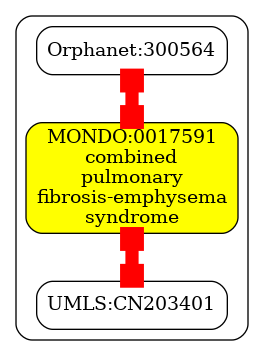 Orphanet:300564
MONDO:0017591
combined
pulmonary
fibrosis-emphysema
syndrome
UMLS:CN203401